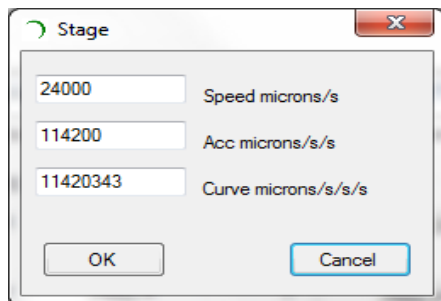 Stage
24000 Speed microns/s
114200 Acc microns/s/s
11420343 Curve microns/s/s/s
OK Cancel